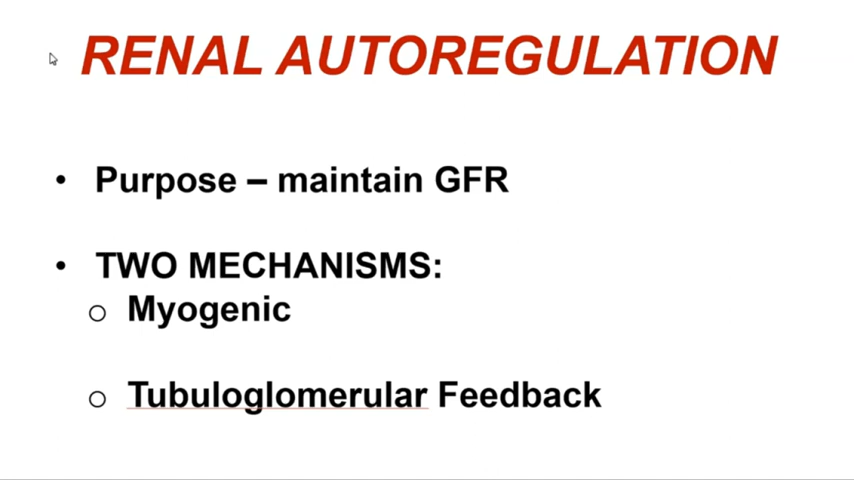 RENAL AUTOREGULATION
• Purpose – maintain GFR
• TWO MECHANISMS:
o Myogenic
o Tubuloglomerular Feedback